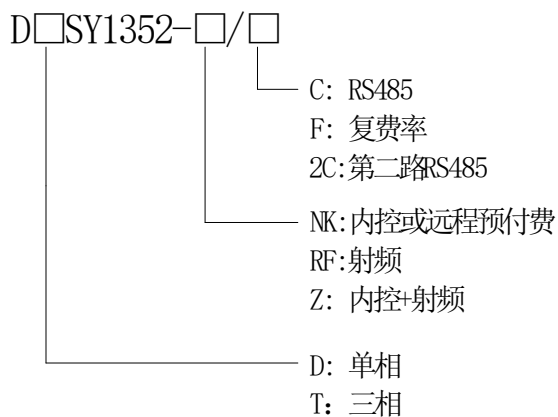 D□SY1352-□/□
C: RS485
F: 复费率
2C:第二路RS485
NK:内控或远程预付费
RF:射频
Z: 内控+射频
D: 单相
T: 三相